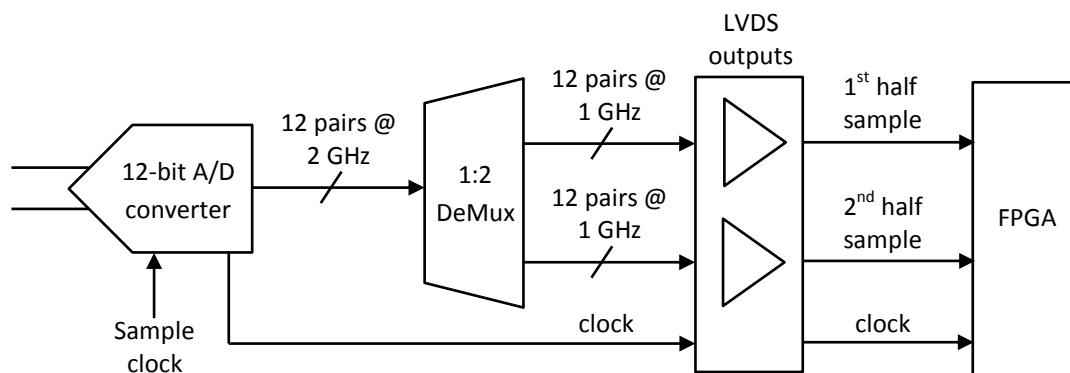 LVDS
outputs
12 pairs @
2 GHz
12 pairs @
1 GHz
1st half
sample
12-bit A/D
converter
1:2
DeMux
12 pairs @
1 GHz
2nd half
sample
FPGA
Sample
clock
clock
clock